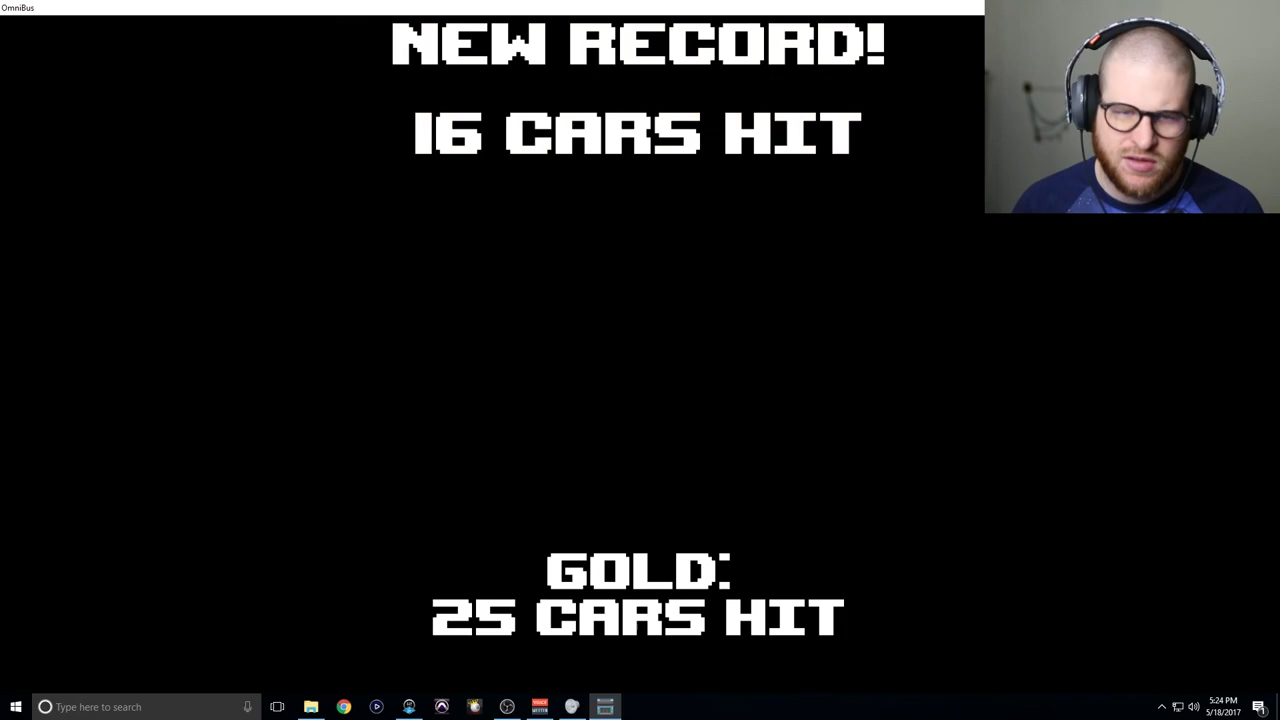 OmniBus
NEW RECORD!
16 CARS HIT
GOLD:
25 CARS HIT
Type here to search
5:24 PM
5/18/2017